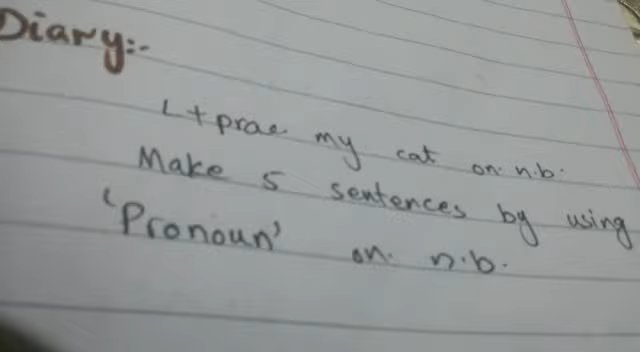 Diary:-
L+prac my cat on n.b.
Make 5 sentences by using
'Pronoun' on n.b.